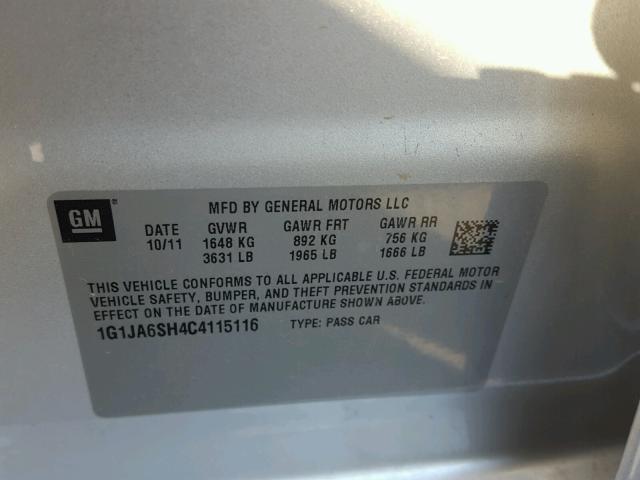 GM ®
MFD BY GENERAL MOTORS LLC
DATE GVWR GAWR FRT GAWR RR
10/11 1648 KG 892 KG 756 KG
3631 LB 1965 LB 1666 LB
THIS VEHICLE CONFORMS TO ALL APPLICABLE U.S. FEDERAL MOTOR
VEHICLE SAFETY, BUMPER, AND THEFT PREVENTION STANDARDS IN
EFFECT ON THE DATE OF MANUFACTURE SHOWN ABOVE.
1G1JA6SH4C4115116 TYPE: PASS CAR